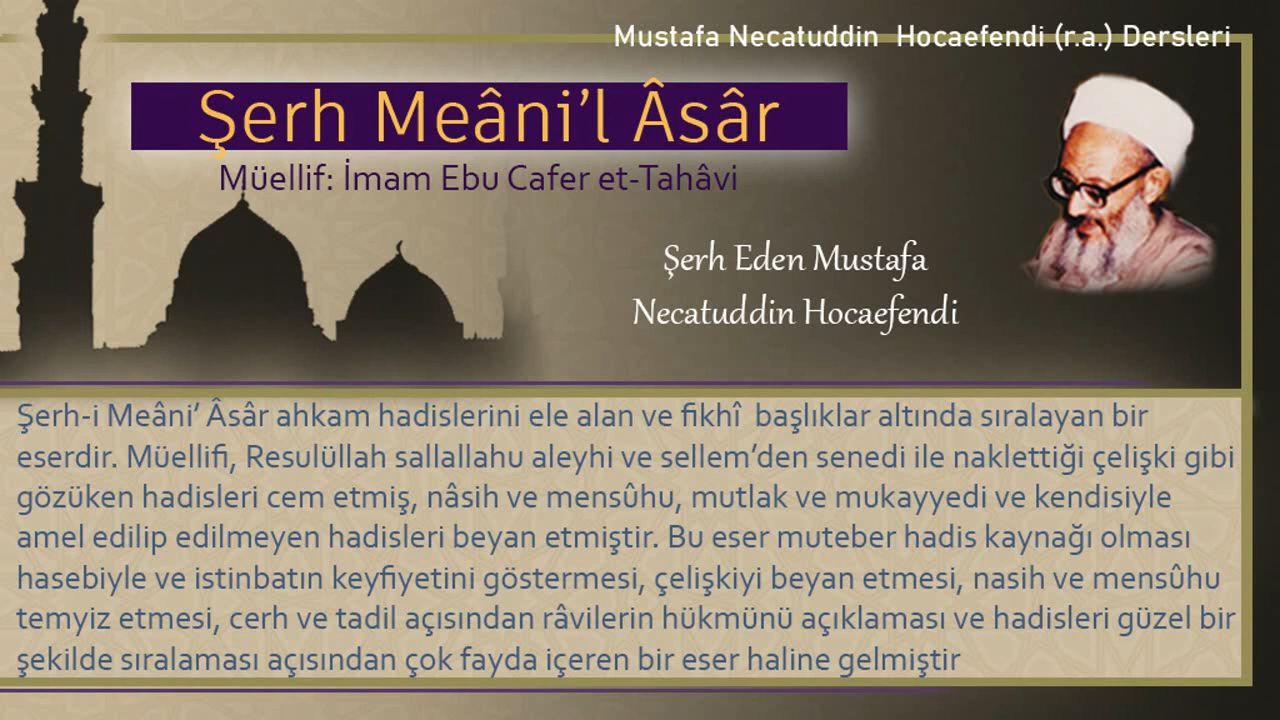 Mustafa Necatuddin Hocaefendi (r.a.) Dersleri
Şerh Meâni’l Âsâr
Müellif: İmam Ebu Cafer et-Tahâvi
Şerh Eden Mustafa
Necatuddin Hocaefendi
Şerh-i Meâni’ Âsâr ahkam hadislerini ele alan ve fikhî başlıklar altında sıralayan bir
eserdir. Müellifi, Resulüllah sallallahu aleyhi ve sellem’den senedi ile naklettiği çelişki gibi
gözüken hadisleri cem etmiş, nâsih ve mensûhu, mutlak ve mukayyedi ve kendisiyle
amel edilip edilmeyen hadisleri beyan etmiştir. Bu eser muteber hadis kaynağı olması
hasebiyle ve istinbatın keyfiyetini göstermesi, çelişkiyi beyan etmesi, nasih ve mensûhu
temyiz etmesi, cerh ve tadil açısından râvilerin hükmünü açıklaması ve hadisleri güzel bir
şekilde sıralaması açısından çok fayda içeren bir eser haline gelmiştir